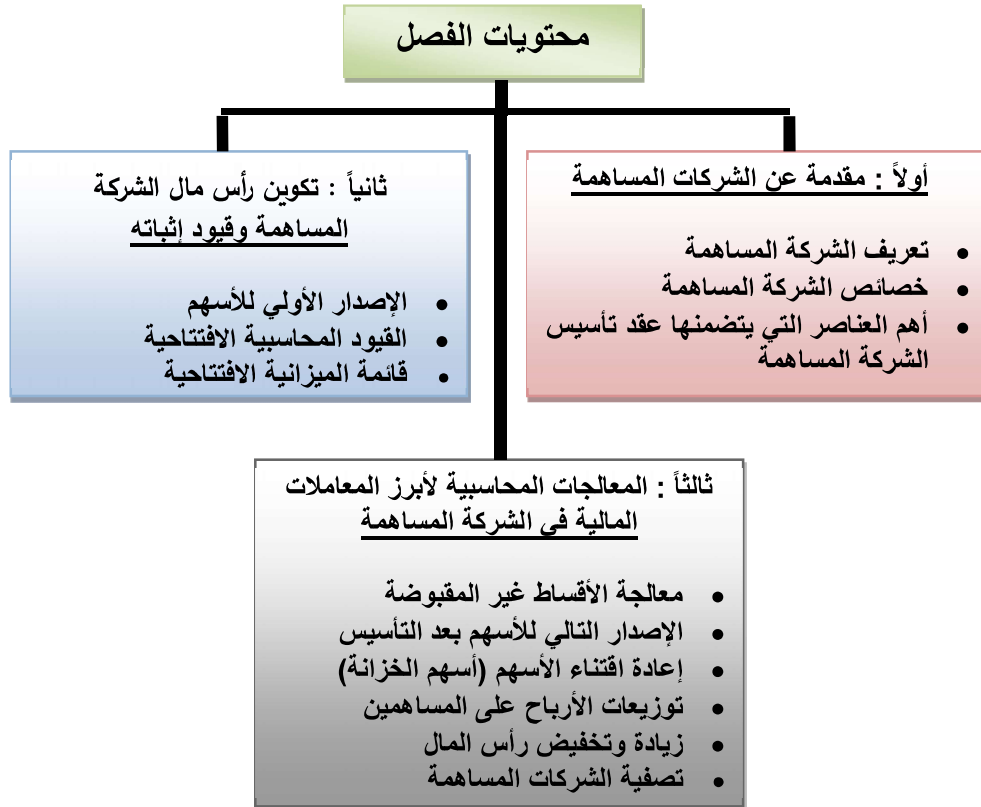 محتويات الفصل
أولاً : مقدمة عن الشركات المساهمة
• تعريف الشركة المساهمة
• خصائص الشركة المساهمة
• أهم العناصر التي يتضمنها عقد تأسيس
الشركة المساهمة
ثانياً : تكوين رأس مال الشركة
المساهمة وقيود إثباته
• الإصدار الأولي للأسهم
• القيود المحاسبية الافتتاحية
• قائمة الميزانية الافتتاحية
ثالثاً : المعالجات المحاسبية لأبرز المعاملات
المالية في الشركة المساهمة
• معالجة الأقساط غير المقبوضة
• الإصدار التالي للأسهم بعد التأسيس
• إعادة اقتناء الأسهم (أسهم الخزانة)
• توزيعات الأرباح على المساهمين
• زيادة وتخفيض رأس المال
• تصفية الشركات المساهمة